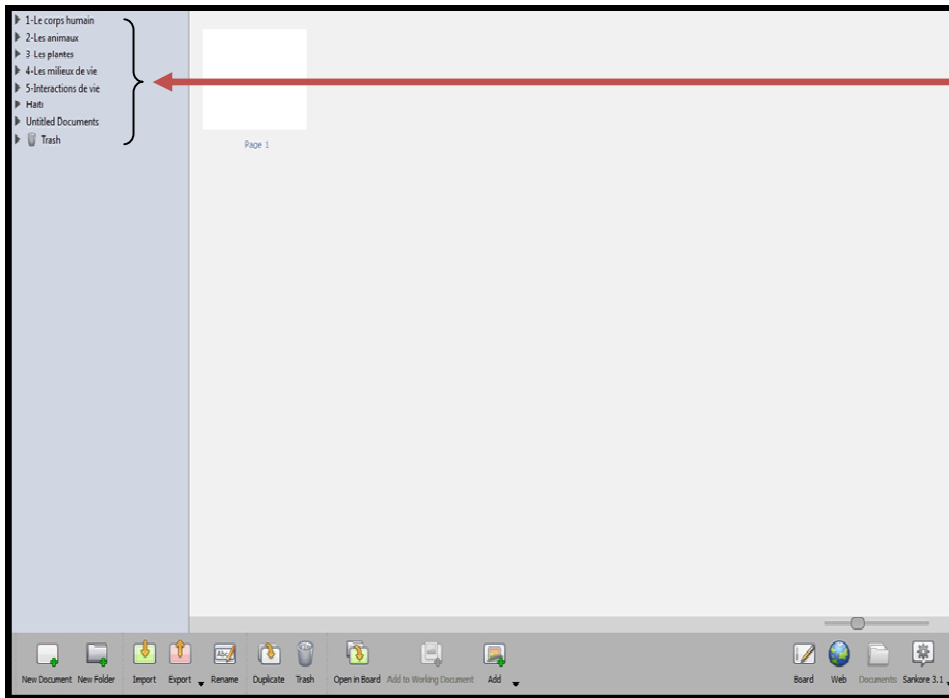 1-Le corps humain
2-Les animaux
3 Les plantes
4-Les milieux de vie
5-Interactions de vie
Haiti
Untitled Documents
Trash
Page 1
New Document New Folder Import Export Rename Duplicate Trash Open in Board Add to Working Document Add Board Web Documents Sankore 3.1